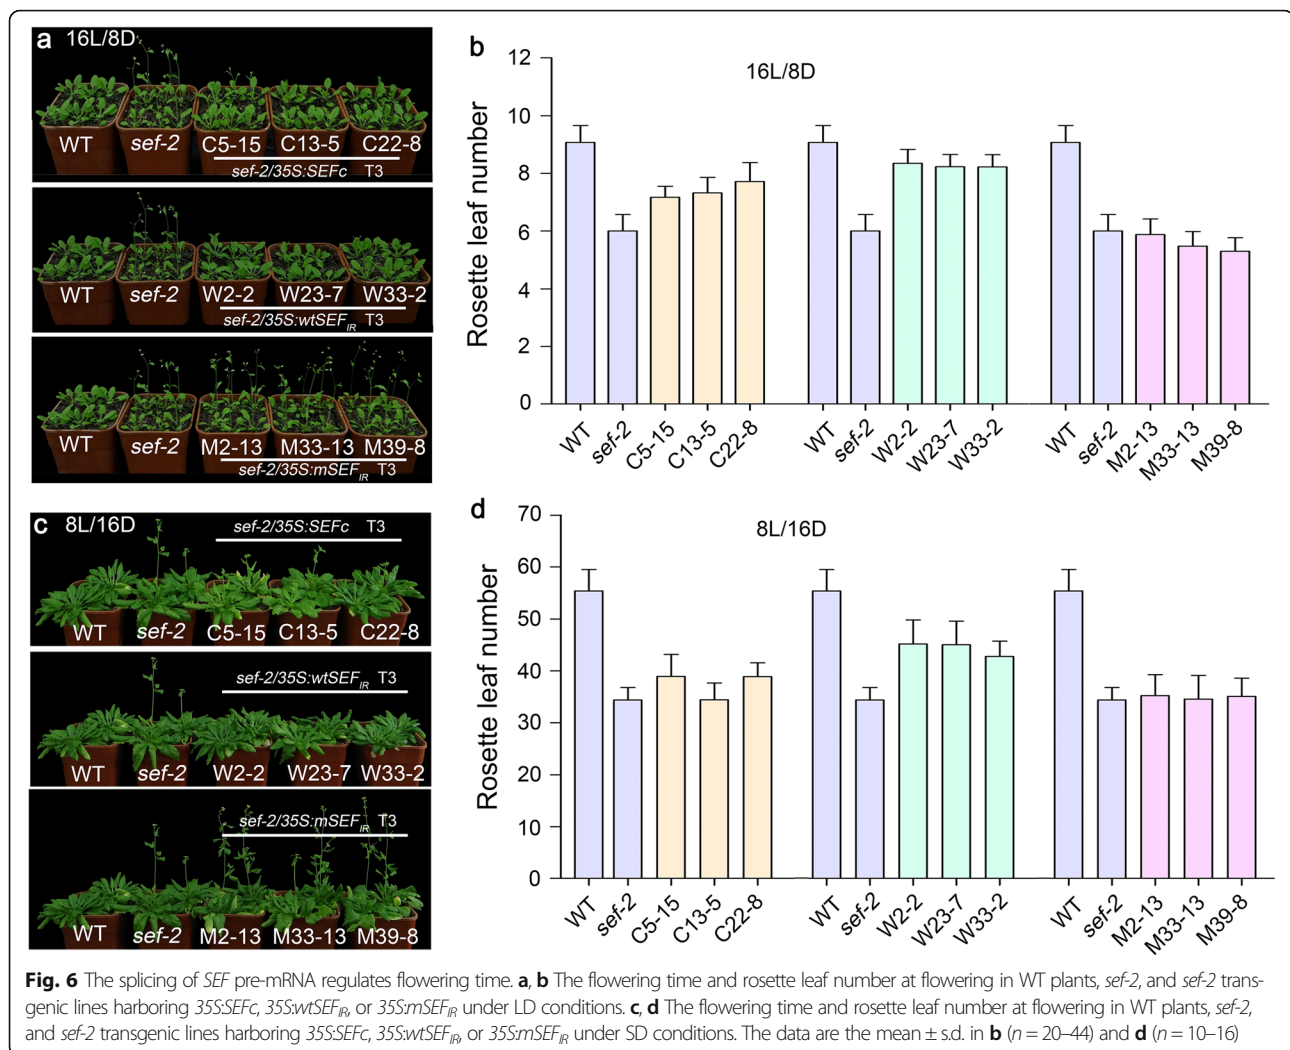 a 16L/8D
WT sef-2 C5-15 C13-5 C22-8
sef-2/35S:SEFc T3
WT sef-2 W2-2 W23-7 W33-2
sef-2/35S:wtSEFIR T3
WT sef-2 M2-13 M33-13 M39-8
sef-2/35S:mSEFIR T3
b
16L/8D
Rosette leaf number
12
10
8
6
4
2
0
WT sef-2 C5-15 C13-5 C22-8 WT sef-2 W2-2 W23-7 W33-2 WT sef-2 M2-13 M33-13 M39-8
c 8L/16D
sef-2/35S:SEFc T3
WT sef-2 C5-15 C13-5 C22-8
sef-2/35S:wtSEFIR T3
WT sef-2 W2-2 W23-7 W33-2
sef-2/35S:mSEFIR T3
WT sef-2 M2-13 M33-13 M39-8
d
8L/16D
Rosette leaf number
70
60
50
40
30
20
10
0
WT sef-2 C5-15 C13-5 C22-8 WT sef-2 W2-2 W23-7 W33-2 WT sef-2 M2-13 M33-13 M39-8
Fig. 6 The splicing of SEF pre-mRNA regulates flowering time. a, b The flowering time and rosette leaf number at flowering in WT plants, sef-2, and sef-2 trans-
genic lines harboring 35S:SEFc, 35S:wtSEFIR, or 35S:mSEFIR under LD conditions. c, d The flowering time and rosette leaf number at flowering in WT plants, sef-2,
and sef-2 transgenic lines harboring 35S:SEFc, 35S:wtSEFIR, or 35S:mSEFIR under SD conditions. The data are the mean ± s.d. in b (n = 20–44) and d (n = 10–16)